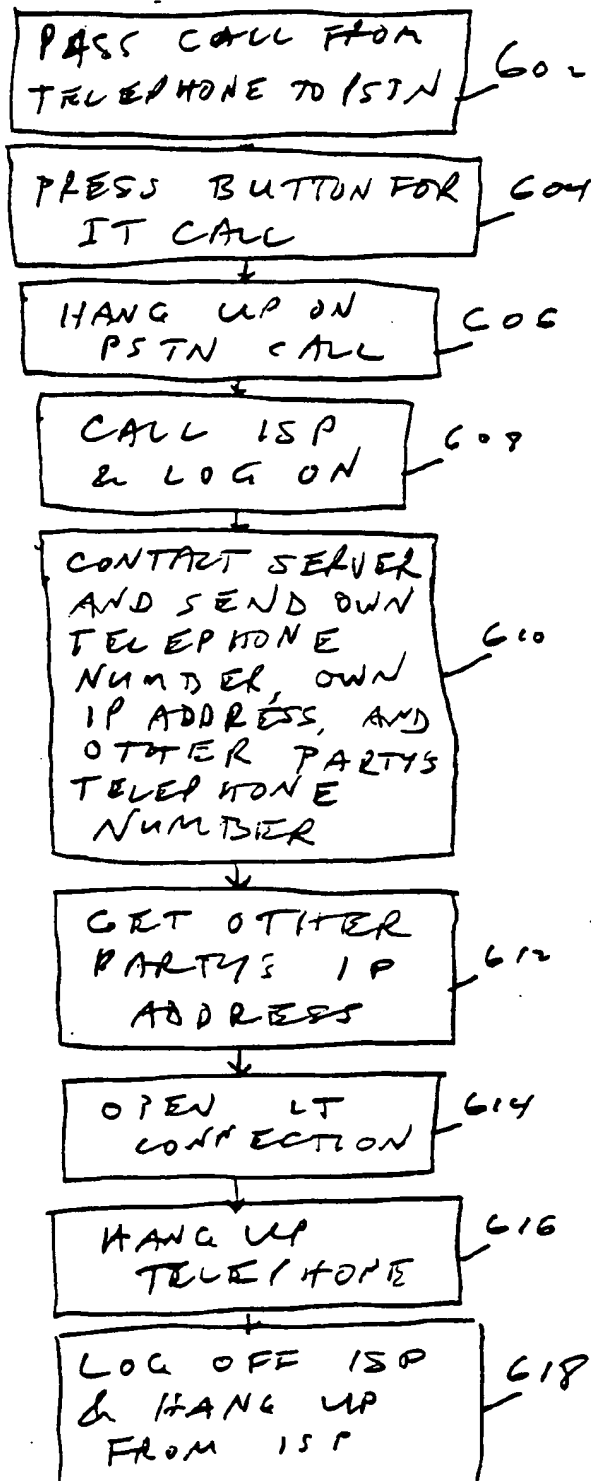 PASS CALL FROM
TELEPHONE TO PSTN
602
PRESS BUTTON FOR
IT CALL
604
HANG UP ON
PSTN CALL
606
CALL ISP
& LOG ON
608
CONTACT SERVER
AND SEND OWN
TELEPHONE
NUMBER, OWN
IP ADDRESS, AND
OTHER PARTY'S
TELEPHONE
NUMBER
610
GET OTHER
PARTY'S IP
ADDRESS
612
OPEN IT
CONNECTION
614
HANG UP
TELEPHONE
616
LOG OFF ISP
& HANG UP
FROM ISP
618